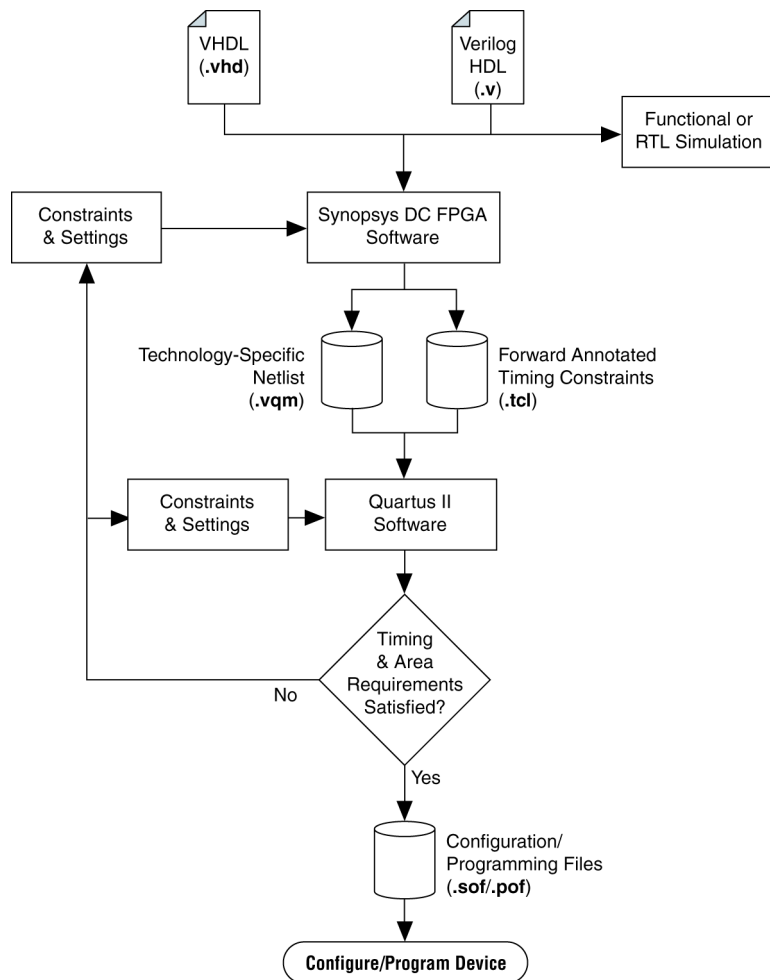 VHDL
(.vhd)
Verilog
HDL
(.v)
Functional or
RTL Simulation
Constraints
& Settings
Synopsys DC FPGA
Software
Technology-Specific
Netlist
(.vqm)
Forward Annotated
Timing Constraints
(.tcl)
Constraints
& Settings
Quartus II
Software
Timing
& Area
Requirements
Satisfied?
No
Yes
Configuration/
Programming Files
(.sof/.pof)
Configure/Program Device